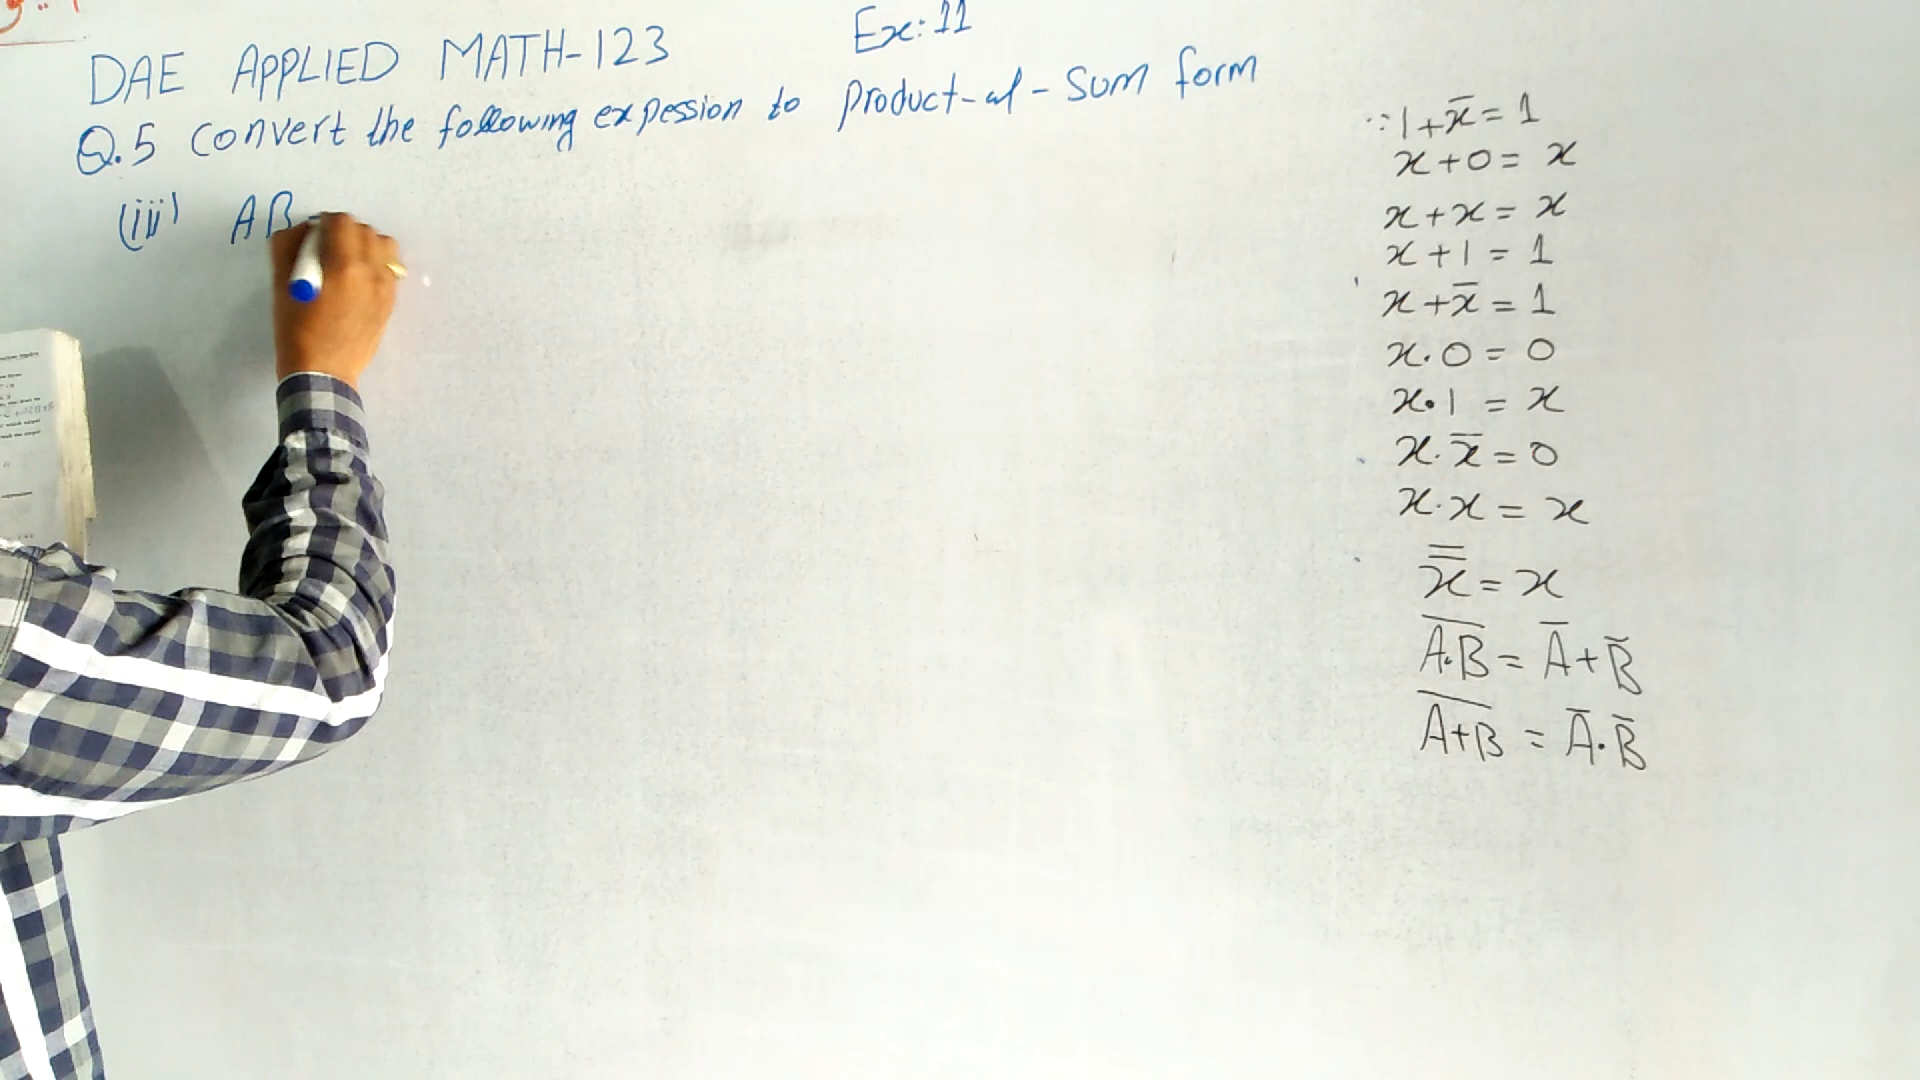 DAE APPLIED MATH-123 Ex: 11
Q.5 Convert the following expession to product-of-sum form
(iii) AB
∵ 1+x̄ = 1
x+0 = x
x+x = x
x+1 = 1
x+x̄ = 1
x.0 = 0
x.1 = x
x.x̄ = 0
x.x = x
x̿ = x
A̅.̅B̅ = Ā+B̄
A̅+̅B̅ = Ā.B̄